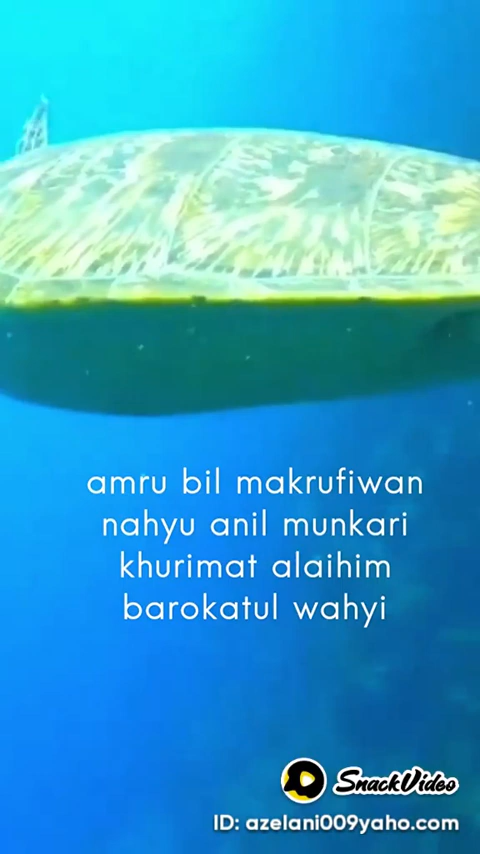 amru bil makrufiwan
nahyu anil munkari
khurimat alaihim
barokatul wahyi
SnackVideo
ID: azelani009yaho.com